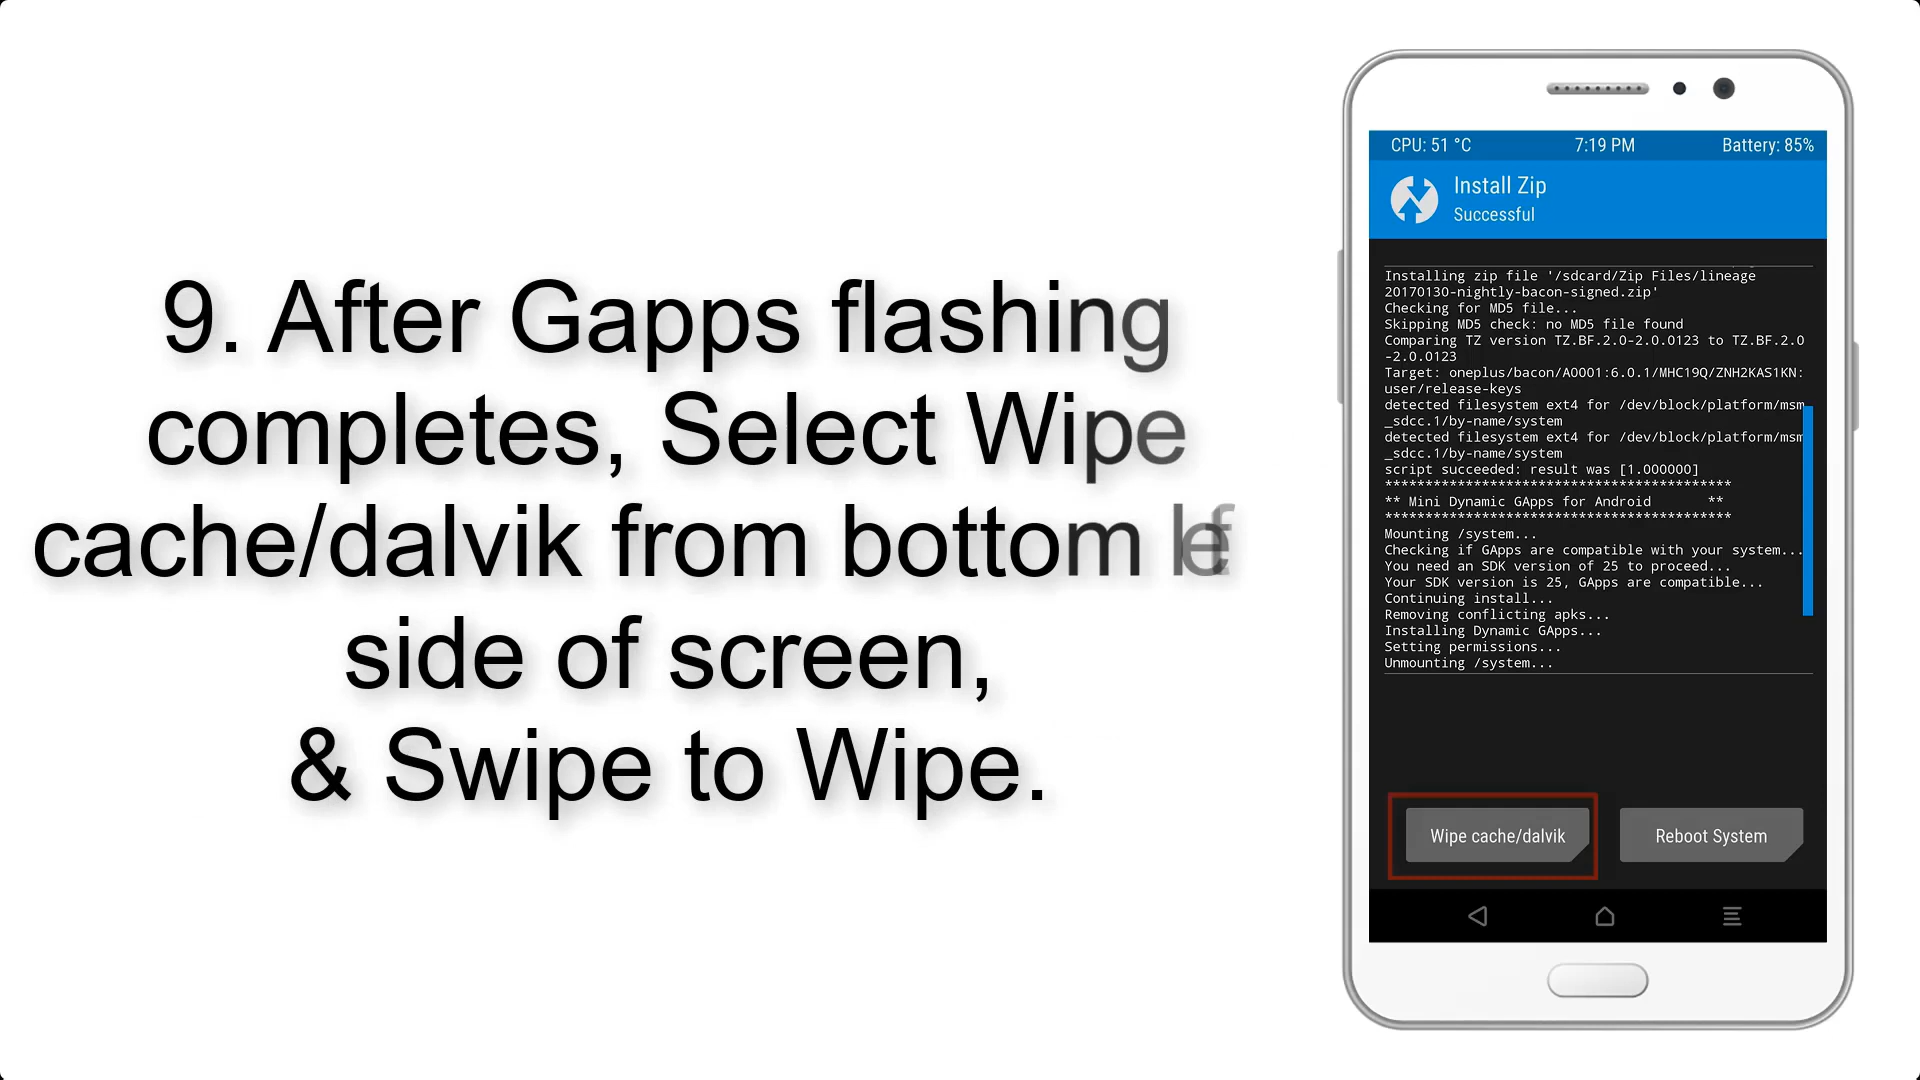 9. After Gapps flashing
completes, Select Wipe
cache/dalvik from bottom lef
side of screen,
& Swipe to Wipe.
CPU: 51 °C 7:19 PM Battery: 85%
Install Zip
Successful
Installing zip file '/sdcard/Zip Files/lineage
20170130-nightly-bacon-signed.zip'
Checking for MD5 file...
Skipping MD5 check: no MD5 file found
Comparing TZ version TZ.BF.2.0-2.0.0123 to TZ.BF.2.0
-2.0.0123
Target: oneplus/bacon/A0001:6.0.1/MHC19Q/ZNH2KAS1KN:
user/release-keys
detected filesystem ext4 for /dev/block/platform/msm
_sdcc.1/by-name/system
detected filesystem ext4 for /dev/block/platform/msm
_sdcc.1/by-name/system
script succeeded: result was [1.000000]
*******************************************
** Mini Dynamic GApps for Android **
*******************************************
Mounting /system...
Checking if GApps are compatible with your system...
You need an SDK version of 25 to proceed...
Your SDK version is 25, GApps are compatible...
Continuing install...
Removing conflicting apks...
Installing Dynamic GApps...
Setting permissions...
Unmounting /system...
Wipe cache/dalvik Reboot System